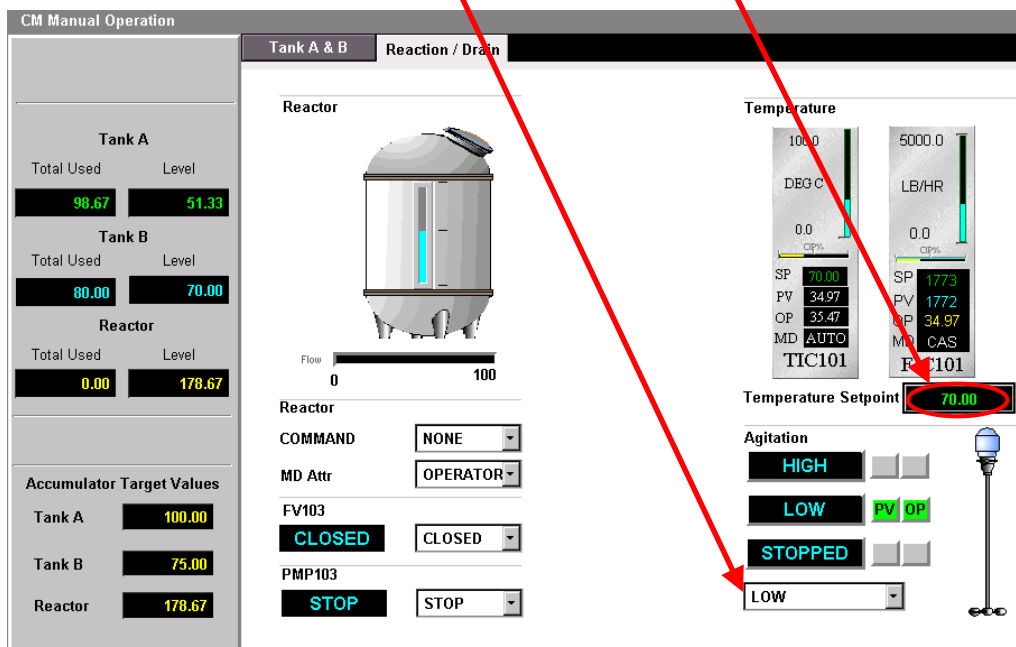 CM Manual Operation
Tank A & B
Reaction / Drain
Tank A
Total Used Level
98.67 51.33
Tank B
Total Used Level
80.00 70.00
Reactor
Total Used Level
0.00 178.67
Accumulator Target Values
Tank A 100.00
Tank B 75.00
Reactor 178.67
Reactor
Flow
0 100
Reactor
COMMAND NONE
MD Attr OPERATOR
FV103
CLOSED CLOSED
PMP103
STOP STOP
Temperature
100.0
DEG C
0.0
OP%
SP 70.00
PV 34.97
OP 35.47
MD AUTO
TIC101
5000.0
LB/HR
0.0
OP%
SP 1773
PV 1772
OP 34.97
MD CAS
FIC101
Temperature Setpoint 70.00
Agitation
HIGH
LOW PV OP
STOPPED
LOW